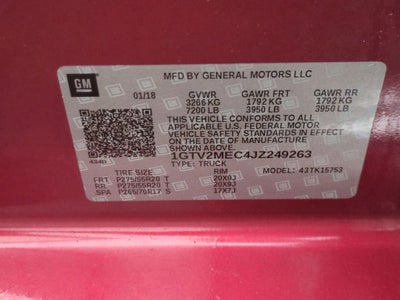 GM
MFD BY GENERAL MOTORS LLC
01/18 GVWR GAWR FRT GAWR RR
3266 KG 1792 KG 1792 KG
7200 LB 3950 LB 3950 LB
THIS VEHICLE CONFORMS TO ALL
APPLICABLE U.S. FEDERAL MOTOR
VEHICLE SAFETY STANDARDS IN EFFECT
ON THE DATE OF MANUFACTURE SHOWN ABOVE
1GTV2MEC4JZ249263
TYPE: TRUCK MODEL: 43TK15753
TIRE SIZE RIM
FRT P275/55R20 T 20X9J
RR P275/55R20 T 20X9J
SPA P265/70R17 S 17X7J